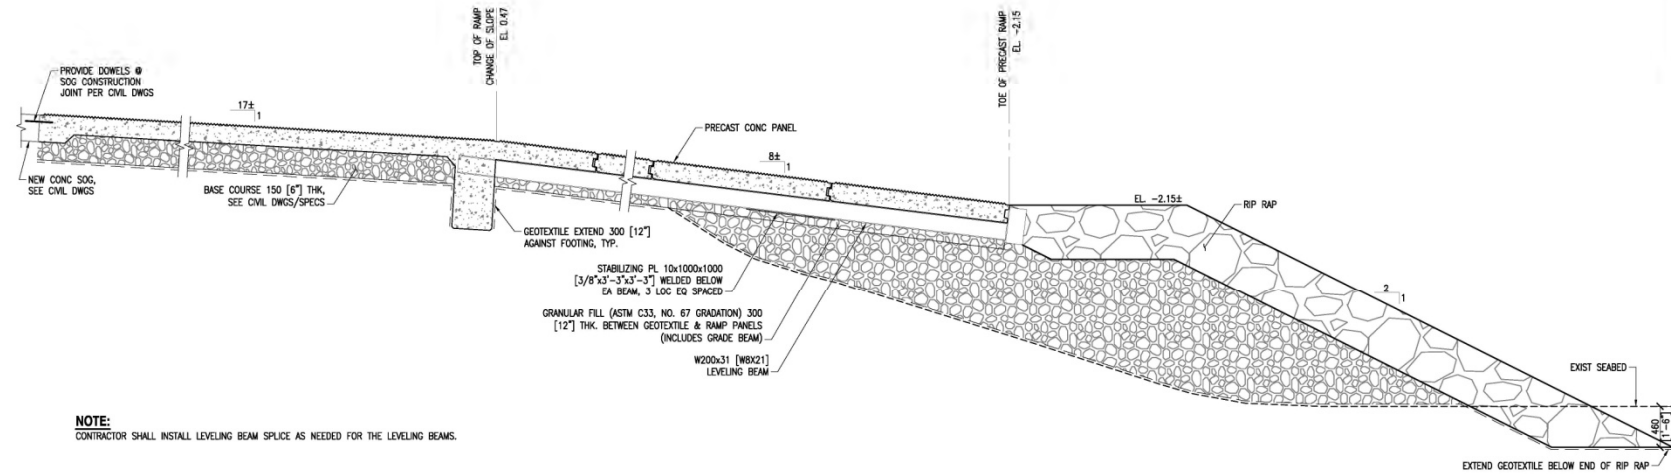 TOP OF RAMP
CHANGE OF SLOPE
EL 0.47
TOE OF PRECAST RAMP
EL. -2.15
PROVIDE DOWELS @
SOG CONSTRUCTION
JOINT PER CIVIL DWGS
17±
1
PRECAST CONC PANEL
8±
1
NEW CONC SOG,
SEE CIVIL DWGS
BASE COURSE 150 [6"] THK,
SEE CIVIL DWGS/SPECS
EL. -2.15±
RIP RAP
GEOTEXTILE EXTEND 300 [12"]
AGAINST FOOTING, TYP.
STABILIZING PL 10x1000x1000
[3/8"x3'-3"x3'-3"] WELDED BELOW
EA BEAM, 3 LOC EQ SPACED
2
1
GRANULAR FILL (ASTM C33, NO. 67 GRADATION) 300
[12"] THK. BETWEEN GEOTEXTILE & RAMP PANELS
(INCLUDES GRADE BEAM)
W200x31 [W8X21]
LEVELING BEAM
EXIST SEABED
460
[1'-6"]
NOTE:
CONTRACTOR SHALL INSTALL LEVELING BEAM SPLICE AS NEEDED FOR THE LEVELING BEAMS.
EXTEND GEOTEXTILE BELOW END OF RIP RAP